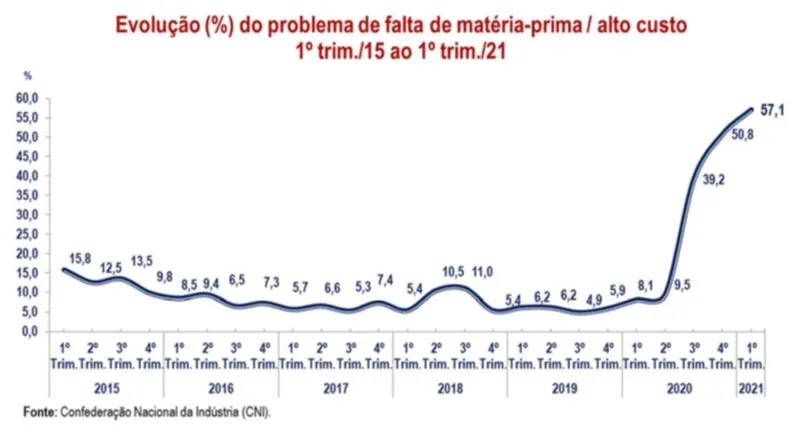 Evolução (%) do problema de falta de matéria-prima / alto custo
1º trim./15 ao 1º trim./21
%
60,0
55,0
50,0
45,0
40,0
35,0
30,0
25,0
20,0
15,0
10,0
5,0
0,0
15,8 12,5 13,5 9,8 8,5 9,4 6,5 7,3 5,7 6,6 5,3 7,4 5,4 10,5 11,0 5,4 6,2 6,2 4,9 5,9 8,1 9,5 39,2 50,8 57,1
1º 2º 3º 4º 1º 2º 3º 4º 1º 2º 3º 4º 1º 2º 3º 4º 1º 2º 3º 4º 1º 2º 3º 4º 1º
Trim. Trim. Trim. Trim. Trim. Trim. Trim. Trim. Trim. Trim. Trim. Trim. Trim. Trim. Trim. Trim. Trim. Trim. Trim. Trim. Trim. Trim. Trim. Trim. Trim.
2015 2016 2017 2018 2019 2020 2021
Fonte: Confederação Nacional da Indústria (CNI).